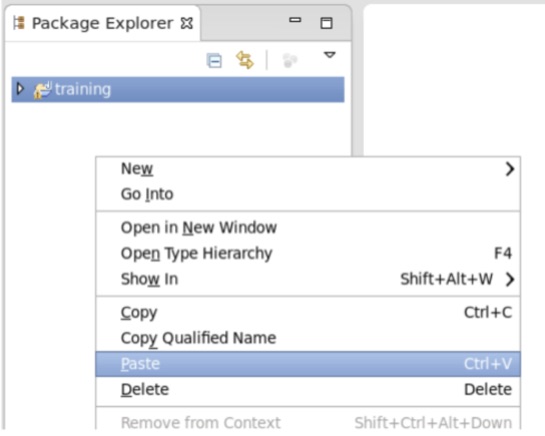 Package Explorer
training
New
Go Into
Open in New Window
Open Type Hierarchy F4
Show In Shift+Alt+W
Copy Ctrl+C
Copy Qualified Name
Paste Ctrl+V
Delete Delete
Remove from Context Shift+Ctrl+Alt+Down